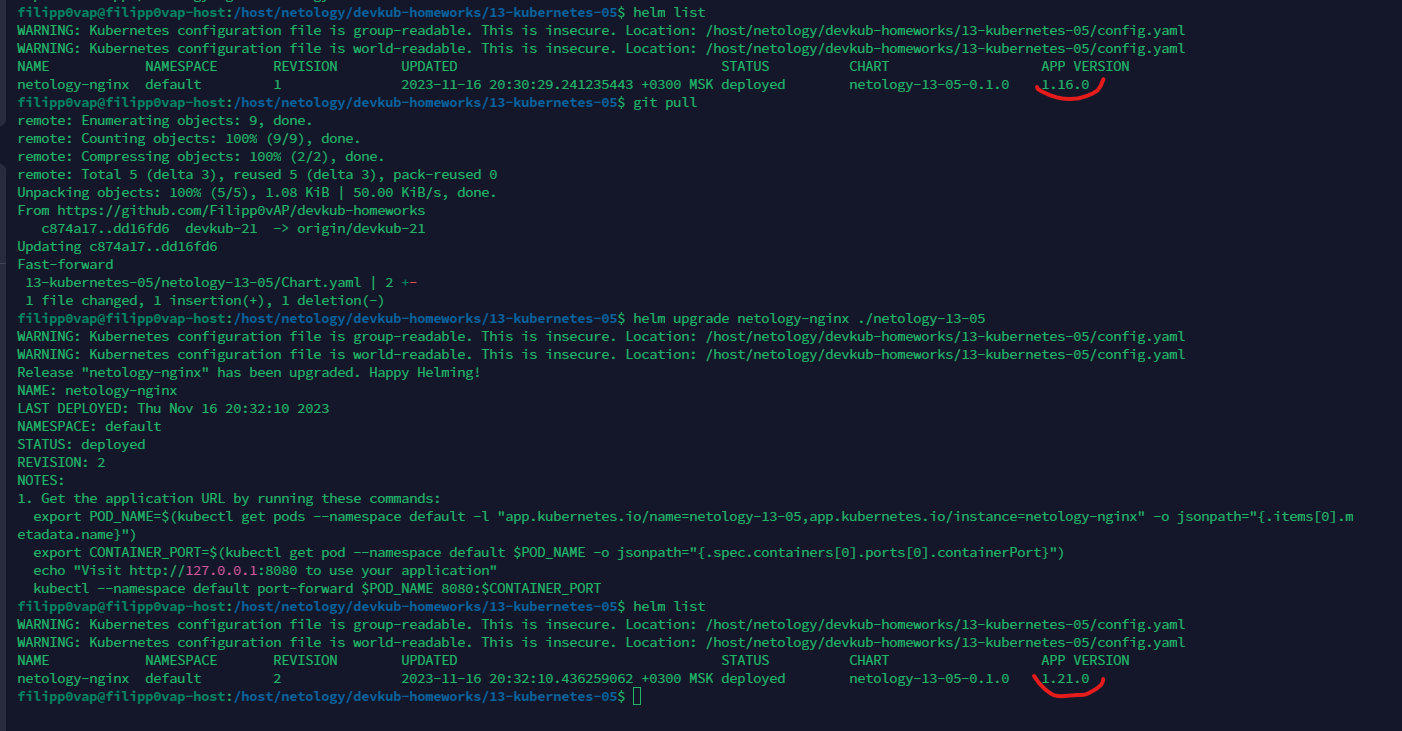 filipp0vap@filipp0vap-host:/host/netology/devkub-homeworks/13-kubernetes-05$ helm list
WARNING: Kubernetes configuration file is group-readable. This is insecure. Location: /host/netology/devkub-homeworks/13-kubernetes-05/config.yaml
WARNING: Kubernetes configuration file is world-readable. This is insecure. Location: /host/netology/devkub-homeworks/13-kubernetes-05/config.yaml
NAME            NAMESPACE       REVISION        UPDATED                                 STATUS          CHART                   APP VERSION
netology-nginx  default         1               2023-11-16 20:30:29.241235443 +0300 MSK deployed        netology-13-05-0.1.0    1.16.0
filipp0vap@filipp0vap-host:/host/netology/devkub-homeworks/13-kubernetes-05$ git pull
remote: Enumerating objects: 9, done.
remote: Counting objects: 100% (9/9), done.
remote: Compressing objects: 100% (2/2), done.
remote: Total 5 (delta 3), reused 5 (delta 3), pack-reused 0
Unpacking objects: 100% (5/5), 1.08 KiB | 50.00 KiB/s, done.
From https://github.com/Filipp0vAP/devkub-homeworks
   c874a17..dd16fd6  devkub-21  -> origin/devkub-21
Updating c874a17..dd16fd6
Fast-forward
 13-kubernetes-05/netology-13-05/Chart.yaml | 2 +-
 1 file changed, 1 insertion(+), 1 deletion(-)
filipp0vap@filipp0vap-host:/host/netology/devkub-homeworks/13-kubernetes-05$ helm upgrade netology-nginx ./netology-13-05
WARNING: Kubernetes configuration file is group-readable. This is insecure. Location: /host/netology/devkub-homeworks/13-kubernetes-05/config.yaml
WARNING: Kubernetes configuration file is world-readable. This is insecure. Location: /host/netology/devkub-homeworks/13-kubernetes-05/config.yaml
Release "netology-nginx" has been upgraded. Happy Helming!
NAME: netology-nginx
LAST DEPLOYED: Thu Nov 16 20:32:10 2023
NAMESPACE: default
STATUS: deployed
REVISION: 2
NOTES:
1. Get the application URL by running these commands:
  export POD_NAME=$(kubectl get pods --namespace default -l "app.kubernetes.io/name=netology-13-05,app.kubernetes.io/instance=netology-nginx" -o jsonpath="{.items[0].m
etadata.name}")
  export CONTAINER_PORT=$(kubectl get pod --namespace default $POD_NAME -o jsonpath="{.spec.containers[0].ports[0].containerPort}")
  echo "Visit http://127.0.0.1:8080 to use your application"
  kubectl --namespace default port-forward $POD_NAME 8080:$CONTAINER_PORT
filipp0vap@filipp0vap-host:/host/netology/devkub-homeworks/13-kubernetes-05$ helm list
WARNING: Kubernetes configuration file is group-readable. This is insecure. Location: /host/netology/devkub-homeworks/13-kubernetes-05/config.yaml
WARNING: Kubernetes configuration file is world-readable. This is insecure. Location: /host/netology/devkub-homeworks/13-kubernetes-05/config.yaml
NAME            NAMESPACE       REVISION        UPDATED                                 STATUS          CHART                   APP VERSION
netology-nginx  default         2               2023-11-16 20:32:10.436259062 +0300 MSK deployed        netology-13-05-0.1.0    1.21.0
filipp0vap@filipp0vap-host:/host/netology/devkub-homeworks/13-kubernetes-05$